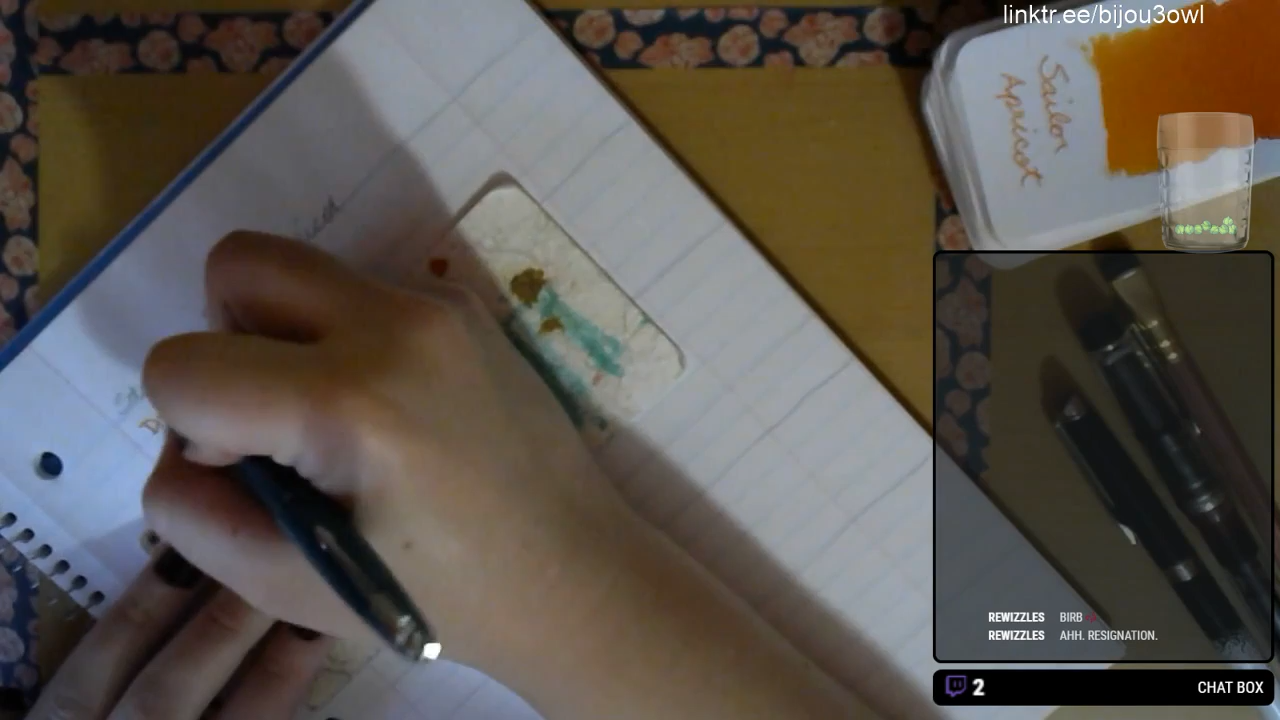 linktr.ee/bijou3owl
Sailor
Apricot
REWIZZLES BIRB
REWIZZLES AHH. RESIGNATION.
2
CHAT BOX